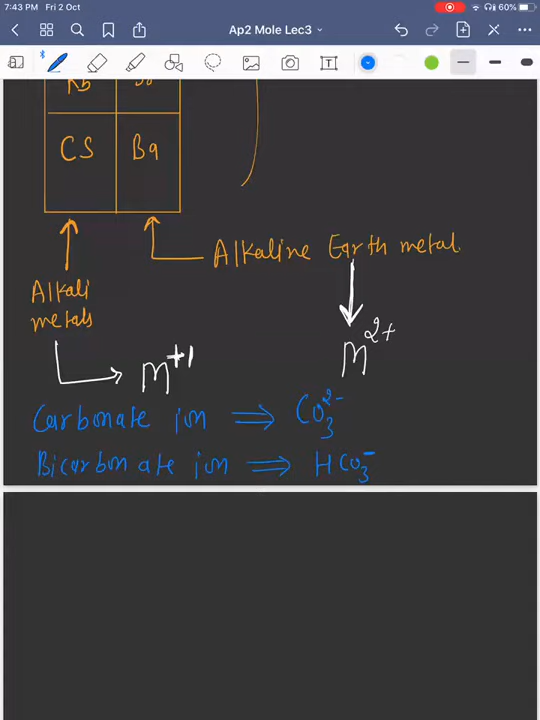 7:43 PM Fri 2 Oct
60%
Ap2 Mole Lec3
Rb
CS Ba
Alkaline Earth metal
Alkali
metals
M+1
M2+
Carbonate ion ⇒ CO3 2-
Bicarbonate ion ⇒ HCO3-